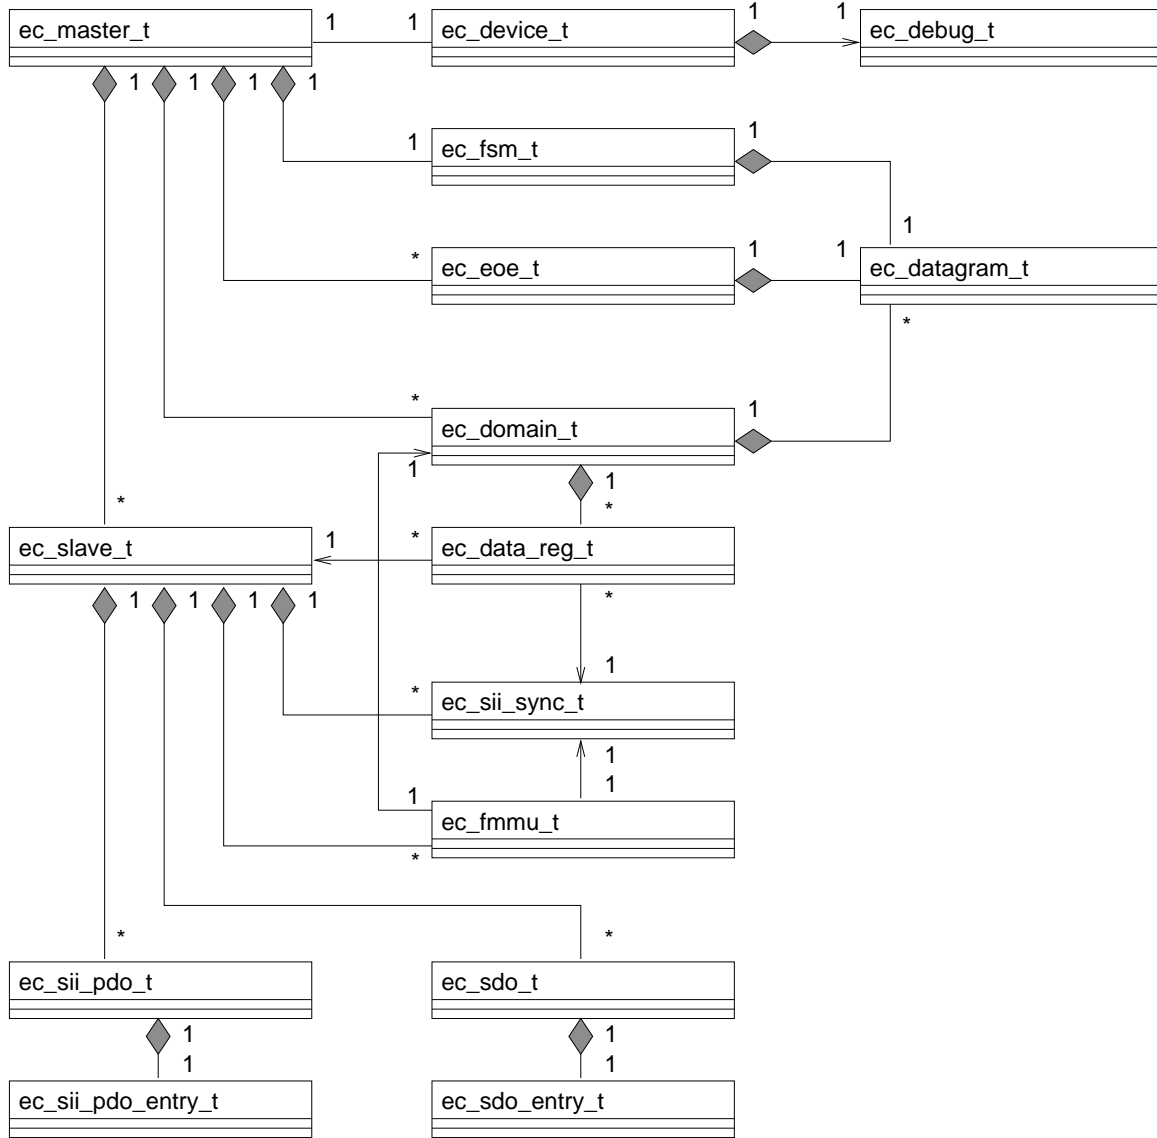 ec_master_t 1 1 ec_device_t 1 1 ec_debug_t
1 1 1 1
1 ec_fsm_t 1
1
* ec_eoe_t 1 1 ec_datagram_t
*
* ec_domain_t 1
1 1
* *
ec_slave_t 1 * ec_data_reg_t
1 1 1 1 *
1
* ec_sii_sync_t
1
1 1
ec_fmmu_t
*
* *
ec_sii_pdo_t ec_sdo_t
1 1
1 1
ec_sii_pdo_entry_t ec_sdo_entry_t